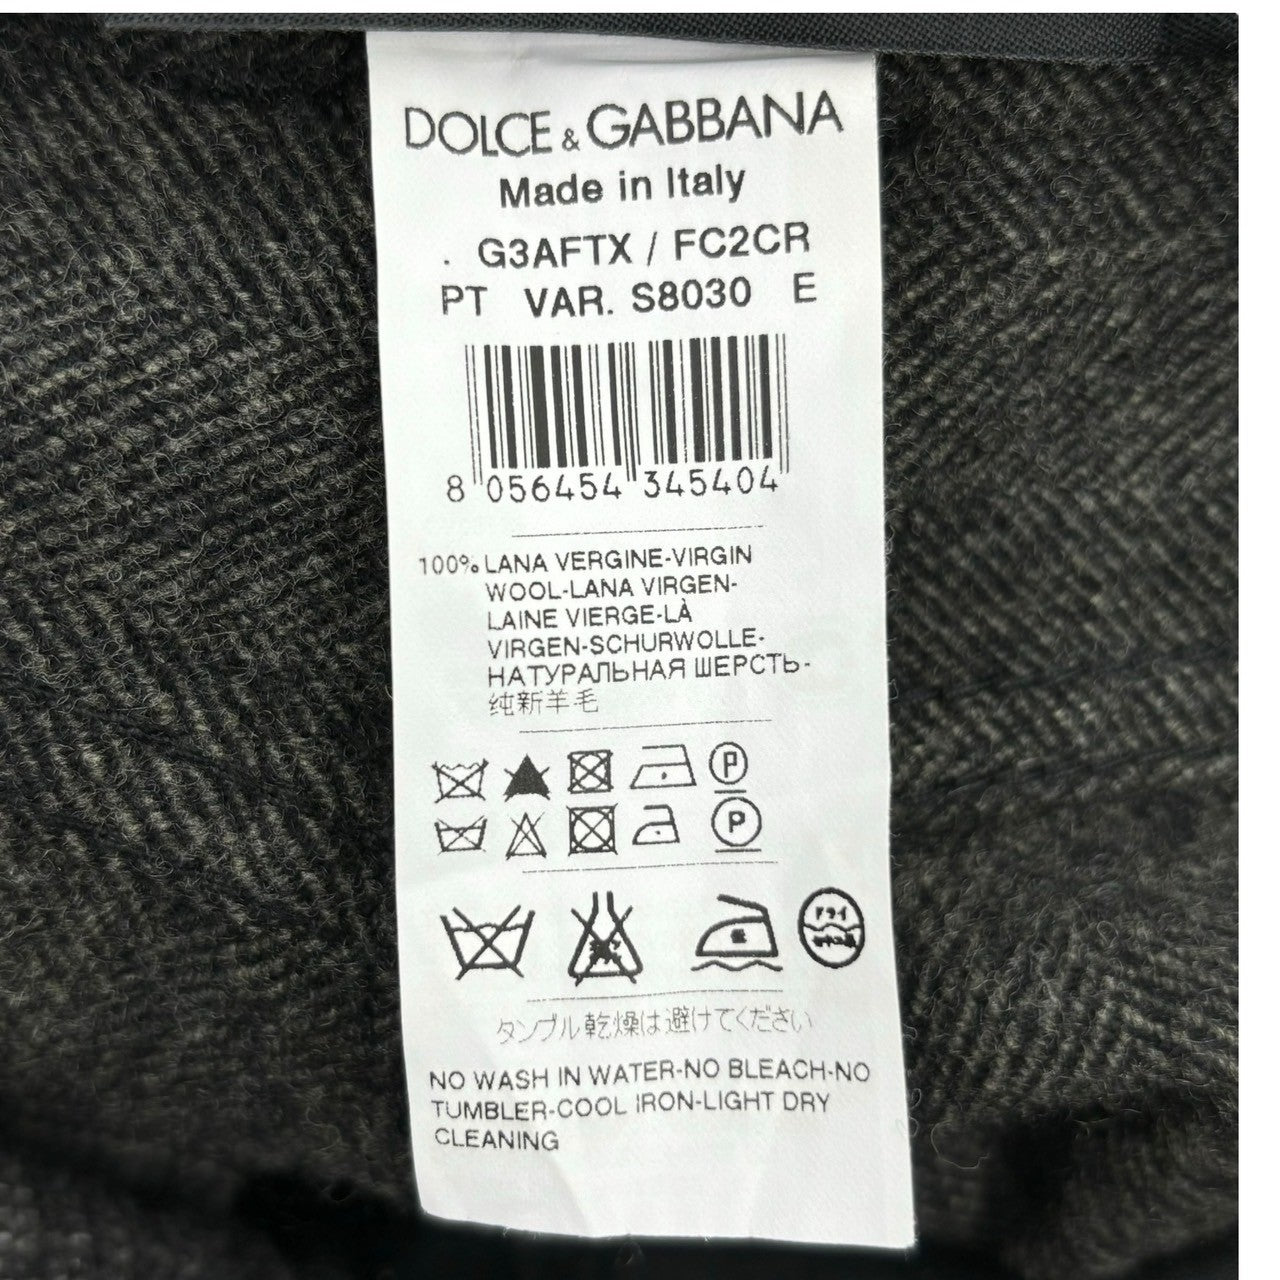 DOLCE & GABBANA
Made in Italy
. G3AFTX / FC2CR
PT VAR. S8030 E
8 056454 345404
100% LANA VERGINE-VIRGIN
WOOL-LANA VIRGEN-
LAINE VIERGE-LÀ
VIRGEN-SCHURWOLLE-
НАТУРАЛЬНАЯ ШЕРСТЬ-
纯新羊毛
P
P
ドライ
タンブル乾燥は避けてください
NO WASH IN WATER-NO BLEACH-NO
TUMBLER-COOL IRON-LIGHT DRY
CLEANING